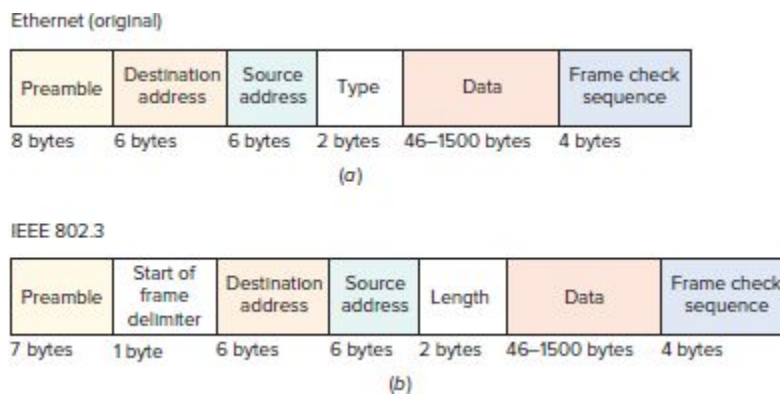 Ethernet (original)
Preamble
Destination
address
Source
address
Type
Data
Frame check
sequence
8 bytes 6 bytes 6 bytes 2 bytes 46–1500 bytes 4 bytes
(a)
IEEE 802.3
Preamble
Start of
frame
delimiter
Destination
address
Source
address
Length
Data
Frame check
sequence
7 bytes 1 byte 6 bytes 6 bytes 2 bytes 46–1500 bytes 4 bytes
(b)